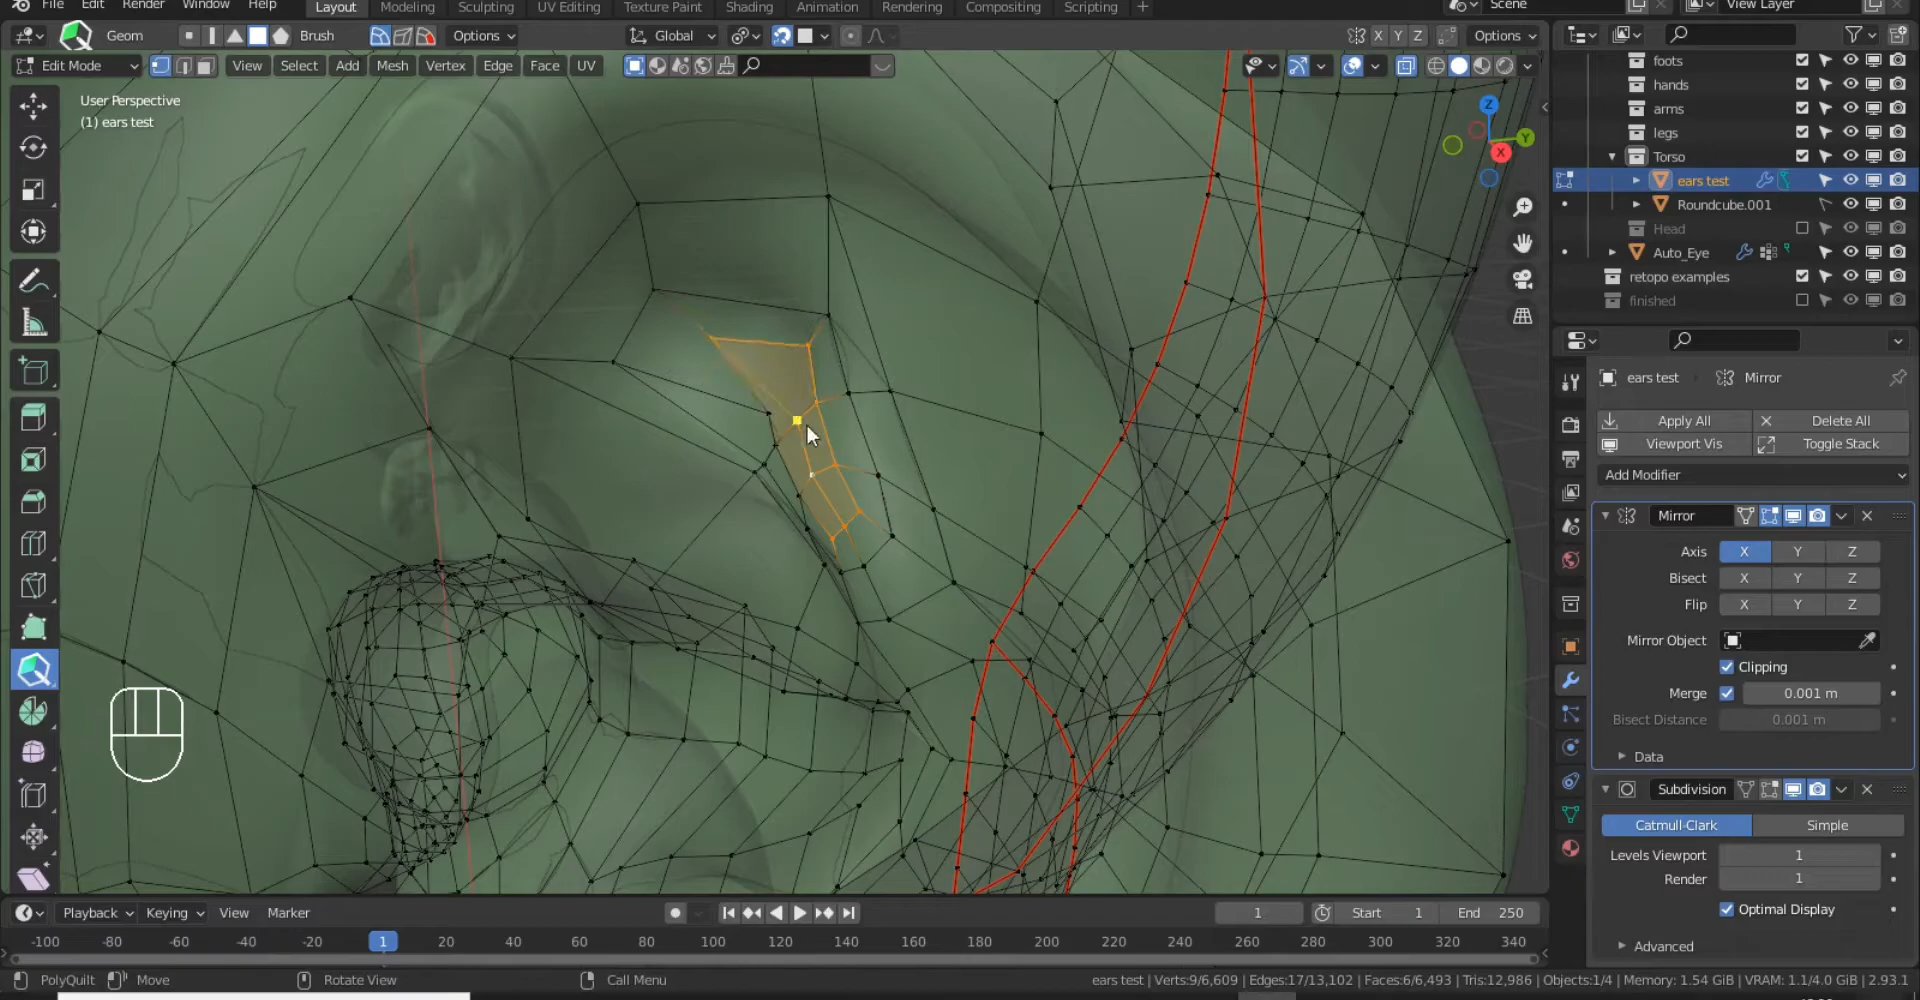 File Edit Render Window Help
Layout Modeling Sculpting UV Editing Texture Paint Shading Animation Rendering Compositing Scripting +
Scene View Layer
Geom Brush Options Global X Y Z Options
Edit Mode View Select Add Mesh Vertex Edge Face UV
User Perspective
(1) ears test
Z
Y
X
foots
hands
arms
legs
Torso
ears test
Roundcube.001
Head
Auto_Eye
retopo examples
finished
ears test Mirror
Apply All Delete All
Viewport Vis Toggle Stack
Add Modifier
Mirror
Axis X Y Z
Bisect X Y Z
Flip X Y Z
Mirror Object
Clipping
Merge 0.001 m
Bisect Distance 0.001 m
Data
Subdivision
Catmull-Clark Simple
Levels Viewport 1
Render 1
Optimal Display
Advanced
Playback Keying View Marker 1 Start 1 End 250
-100 -80 -60 -40 -20 1 20 40 60 80 100 120 140 160 180 200 220 240 260 280 300 320 340
PolyQuilt Move Rotate View Call Menu ears test | Verts:9/6,609 | Edges:17/13,102 | Faces:6/6,493 | Tris:12,986 | Objects:1/4 | Memory: 1.54 GiB | VRAM: 1.1/4.0 GiB | 2.93.1